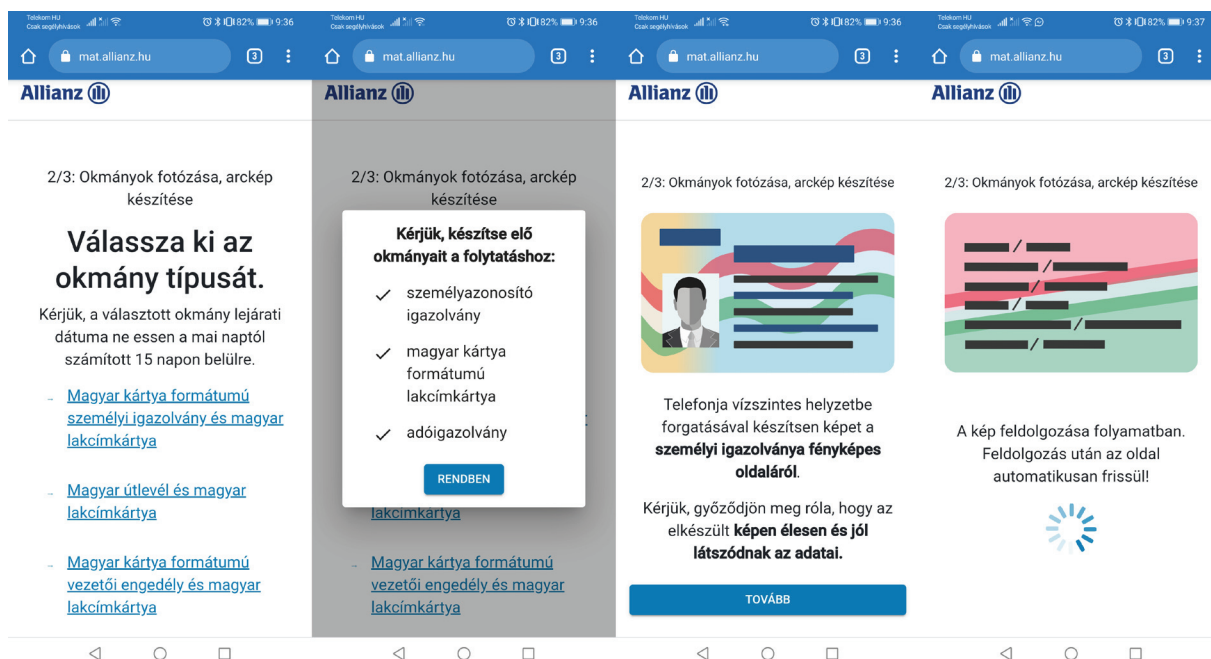 Telekom HU
Csak segélyhívások
82% 9:36
mat.allianz.hu
3
Allianz
2/3: Okmányok fotózása, arckép
készítése
Válassza ki az
okmány típusát.
Kérjük, a választott okmány lejárati
dátuma ne essen a mai naptól
számított 15 napon belülre.
Magyar kártya formátumú
személyi igazolvány és magyar
lakcímkártya
Magyar útlevél és magyar
lakcímkártya
Magyar kártya formátumú
vezetői engedély és magyar
lakcímkártya
Telekom HU
Csak segélyhívások
82% 9:36
mat.allianz.hu
3
Allianz
2/3: Okmányok fotózása, arckép
készítése
Kérjük, készítse elő
okmányait a folytatáshoz:
személyazonosító
igazolvány
magyar kártya
formátumú
lakcímkártya
adóigazolvány
RENDBEN
lakcímkártya
Magyar kártya formátumú
vezetői engedély és magyar
lakcímkártya
Telekom HU
Csak segélyhívások
82% 9:36
mat.allianz.hu
3
Allianz
2/3: Okmányok fotózása, arckép készítése
Telefonja vízszintes helyzetbe
forgatásával készítsen képet a
személyi igazolványa fényképes
oldaláról.
Kérjük, győződjön meg róla, hogy az
elkészült képen élesen és jól
látszódnak az adatai.
TOVÁBB
Telekom HU
Csak segélyhívások
82% 9:37
mat.allianz.hu
3
Allianz
2/3: Okmányok fotózása, arckép készítése
A kép feldolgozása folyamatban.
Feldolgozás után az oldal
automatikusan frissül!